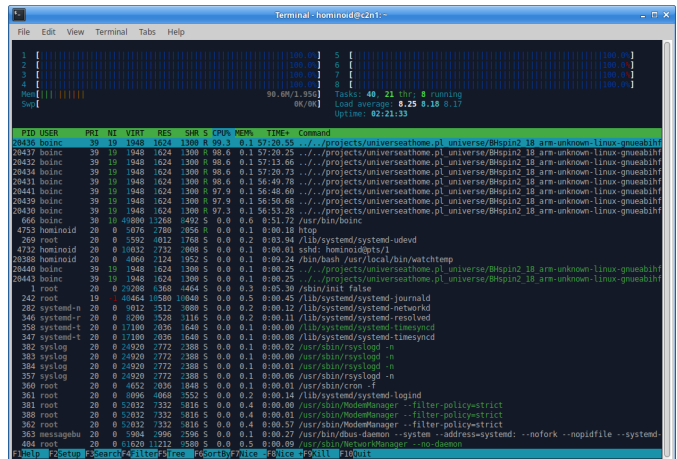 Terminal - hominoid@c2n1: ~
File Edit View Terminal Tabs Help
1 [100.0%] 5 [100.0%]
2 [100.0%] 6 [100.0%]
3 [100.0%] 7 [100.0%]
4 [100.0%] 8 [100.0%]
Mem[90.6M/1.95G] Tasks: 40, 21 thr; 8 running
Swp[0K/0K] Load average: 8.25 8.18 8.17
Uptime: 02:21:33
PID USER PRI NI VIRT RES SHR S CPU% MEM% TIME+ Command
20436 boinc 39 19 1948 1624 1300 R 99.3 0.1 57:20.55 ../../projects/universeathome.pl_universe/BHspin2_18_arm-unknown-linux-gnueabihf
20437 boinc 39 19 1948 1624 1300 R 98.6 0.1 57:20.25 ../../projects/universeathome.pl_universe/BHspin2_18_arm-unknown-linux-gnueabihf
20432 boinc 39 19 1948 1624 1300 R 98.6 0.1 57:13.66 ../../projects/universeathome.pl_universe/BHspin2_18_arm-unknown-linux-gnueabihf
20434 boinc 39 19 1948 1624 1300 R 98.6 0.1 57:20.73 ../../projects/universeathome.pl_universe/BHspin2_18_arm-unknown-linux-gnueabihf
20431 boinc 39 19 1948 1624 1300 R 98.6 0.1 56:49.78 ../../projects/universeathome.pl_universe/BHspin2_18_arm-unknown-linux-gnueabihf
20441 boinc 39 19 1948 1624 1300 R 97.9 0.1 56:48.60 ../../projects/universeathome.pl_universe/BHspin2_18_arm-unknown-linux-gnueabihf
20439 boinc 39 19 1948 1624 1300 R 97.9 0.1 56:50.68 ../../projects/universeathome.pl_universe/BHspin2_18_arm-unknown-linux-gnueabihf
20430 boinc 39 19 1948 1624 1300 R 97.3 0.1 56:53.28 ../../projects/universeathome.pl_universe/BHspin2_18_arm-unknown-linux-gnueabihf
666 boinc 30 10 49800 13268 8492 S 0.0 0.6 0:51.72 /usr/bin/boinc
4753 hominoid 20 0 5076 2780 2056 R 0.0 0.1 0:00.18 htop
269 root 20 0 5592 4012 1768 S 0.0 0.2 0:03.94 /lib/systemd/systemd-udevd
4732 hominoid 20 0 10032 2732 2008 S 0.0 0.1 0:00.01 sshd: hominoid@pts/1
20388 hominoid 20 0 4060 2124 1952 S 0.0 0.1 0:09.24 /bin/bash /usr/local/bin/watchtemp
20440 boinc 39 19 1948 1624 1300 S 0.0 0.1 0:00.25 ../../projects/universeathome.pl_universe/BHspin2_18_arm-unknown-linux-gnueabihf
20443 boinc 39 19 1948 1624 1300 S 0.0 0.1 0:00.25 ../../projects/universeathome.pl_universe/BHspin2_18_arm-unknown-linux-gnueabihf
1 root 20 0 29208 6368 4464 S 0.0 0.3 0:05.30 /sbin/init false
242 root 19 -1 40464 10580 10040 S 0.0 0.5 0:00.45 /lib/systemd/systemd-journald
282 systemd-n 20 0 9012 3512 3080 S 0.0 0.2 0:00.12 /lib/systemd/systemd-networkd
346 systemd-r 20 0 8200 3528 3116 S 0.0 0.2 0:00.11 /lib/systemd/systemd-resolved
358 systemd-t 20 0 17100 2036 1640 S 0.0 0.1 0:00.00 /lib/systemd/systemd-timesyncd
347 systemd-t 20 0 17100 2036 1640 S 0.0 0.1 0:00.08 /lib/systemd/systemd-timesyncd
382 syslog 20 0 24920 2772 2388 S 0.0 0.1 0:00.02 /usr/sbin/rsyslogd -n
383 syslog 20 0 24920 2772 2388 S 0.0 0.1 0:00.00 /usr/sbin/rsyslogd -n
384 syslog 20 0 24920 2772 2388 S 0.0 0.1 0:00.01 /usr/sbin/rsyslogd -n
357 syslog 20 0 24920 2772 2388 S 0.0 0.1 0:00.06 /usr/sbin/rsyslogd -n
360 root 20 0 4652 2036 1848 S 0.0 0.1 0:00.01 /usr/sbin/cron -f
361 root 20 0 8096 4068 3552 S 0.0 0.2 0:00.14 /lib/systemd/systemd-logind
381 root 20 0 52032 7332 5816 S 0.0 0.4 0:00.00 /usr/sbin/ModemManager --filter-policy=strict
388 root 20 0 52032 7332 5816 S 0.0 0.4 0:00.01 /usr/sbin/ModemManager --filter-policy=strict
362 root 20 0 52032 7332 5816 S 0.0 0.4 0:00.57 /usr/sbin/ModemManager --filter-policy=strict
363 messagebu 20 0 5904 2996 2596 S 0.0 0.1 0:00.27 /usr/bin/dbus-daemon --system --address=systemd: --nofork --nopidfile --systemd-
404 root 20 0 61620 11212 9580 S 0.0 0.5 0:00.09 /usr/sbin/NetworkManager --no-daemon
F1Help F2Setup F3SearchF4FilterF5Tree F6SortByF7Nice -F8Nice +F9Kill F10Quit